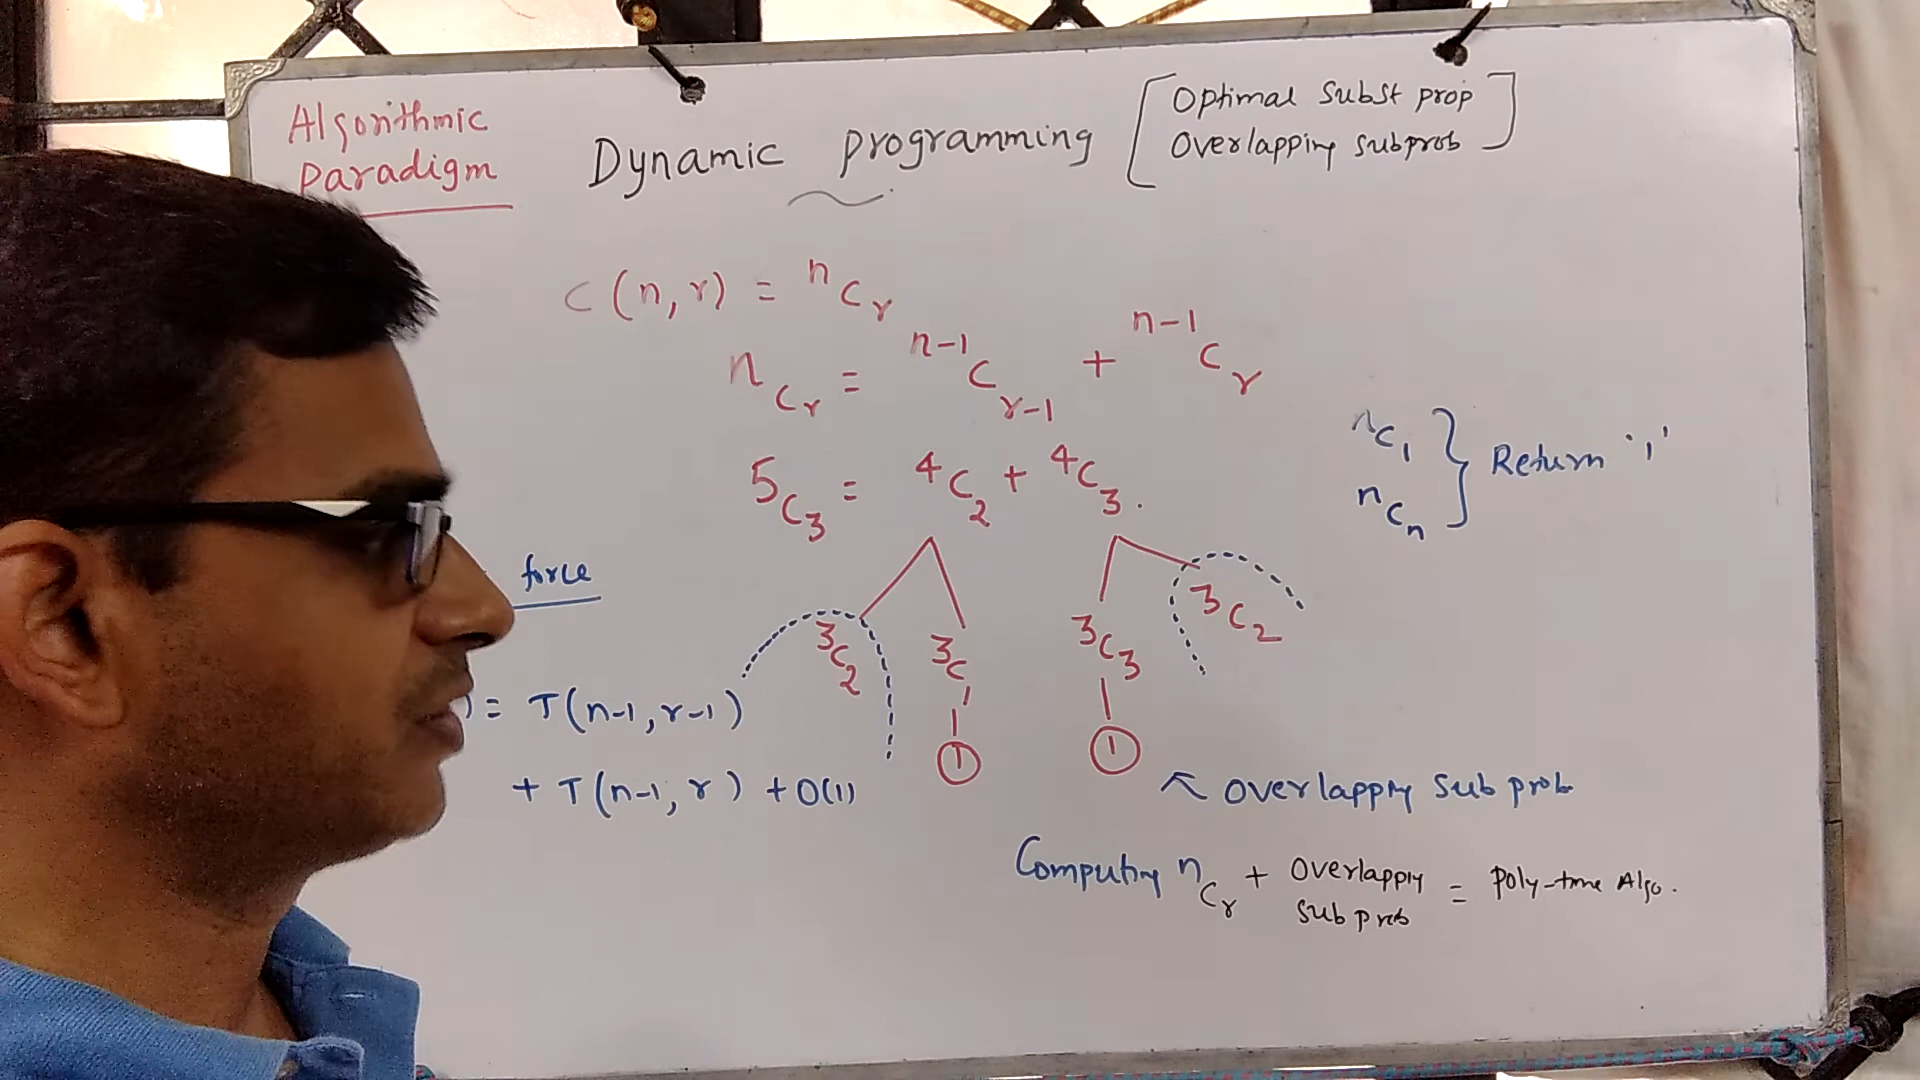 Algorithmic
Paradigm
Dynamic programming
Optimal Subst prop
Overlapping subprob
C(n,r) = nCr
nCr = n-1Cr-1 + n-1Cr
5C3 = 4C2 + 4C3.
nC1
nCn
Return '1'
force
3C2 3C1 3C3 3C2
1 1
) = T(n-1, r-1)
+ T(n-1, r) + O(1)
Overlappig Sub prob
Computing nCr + Overlappig Sub prob = poly-time Algo.